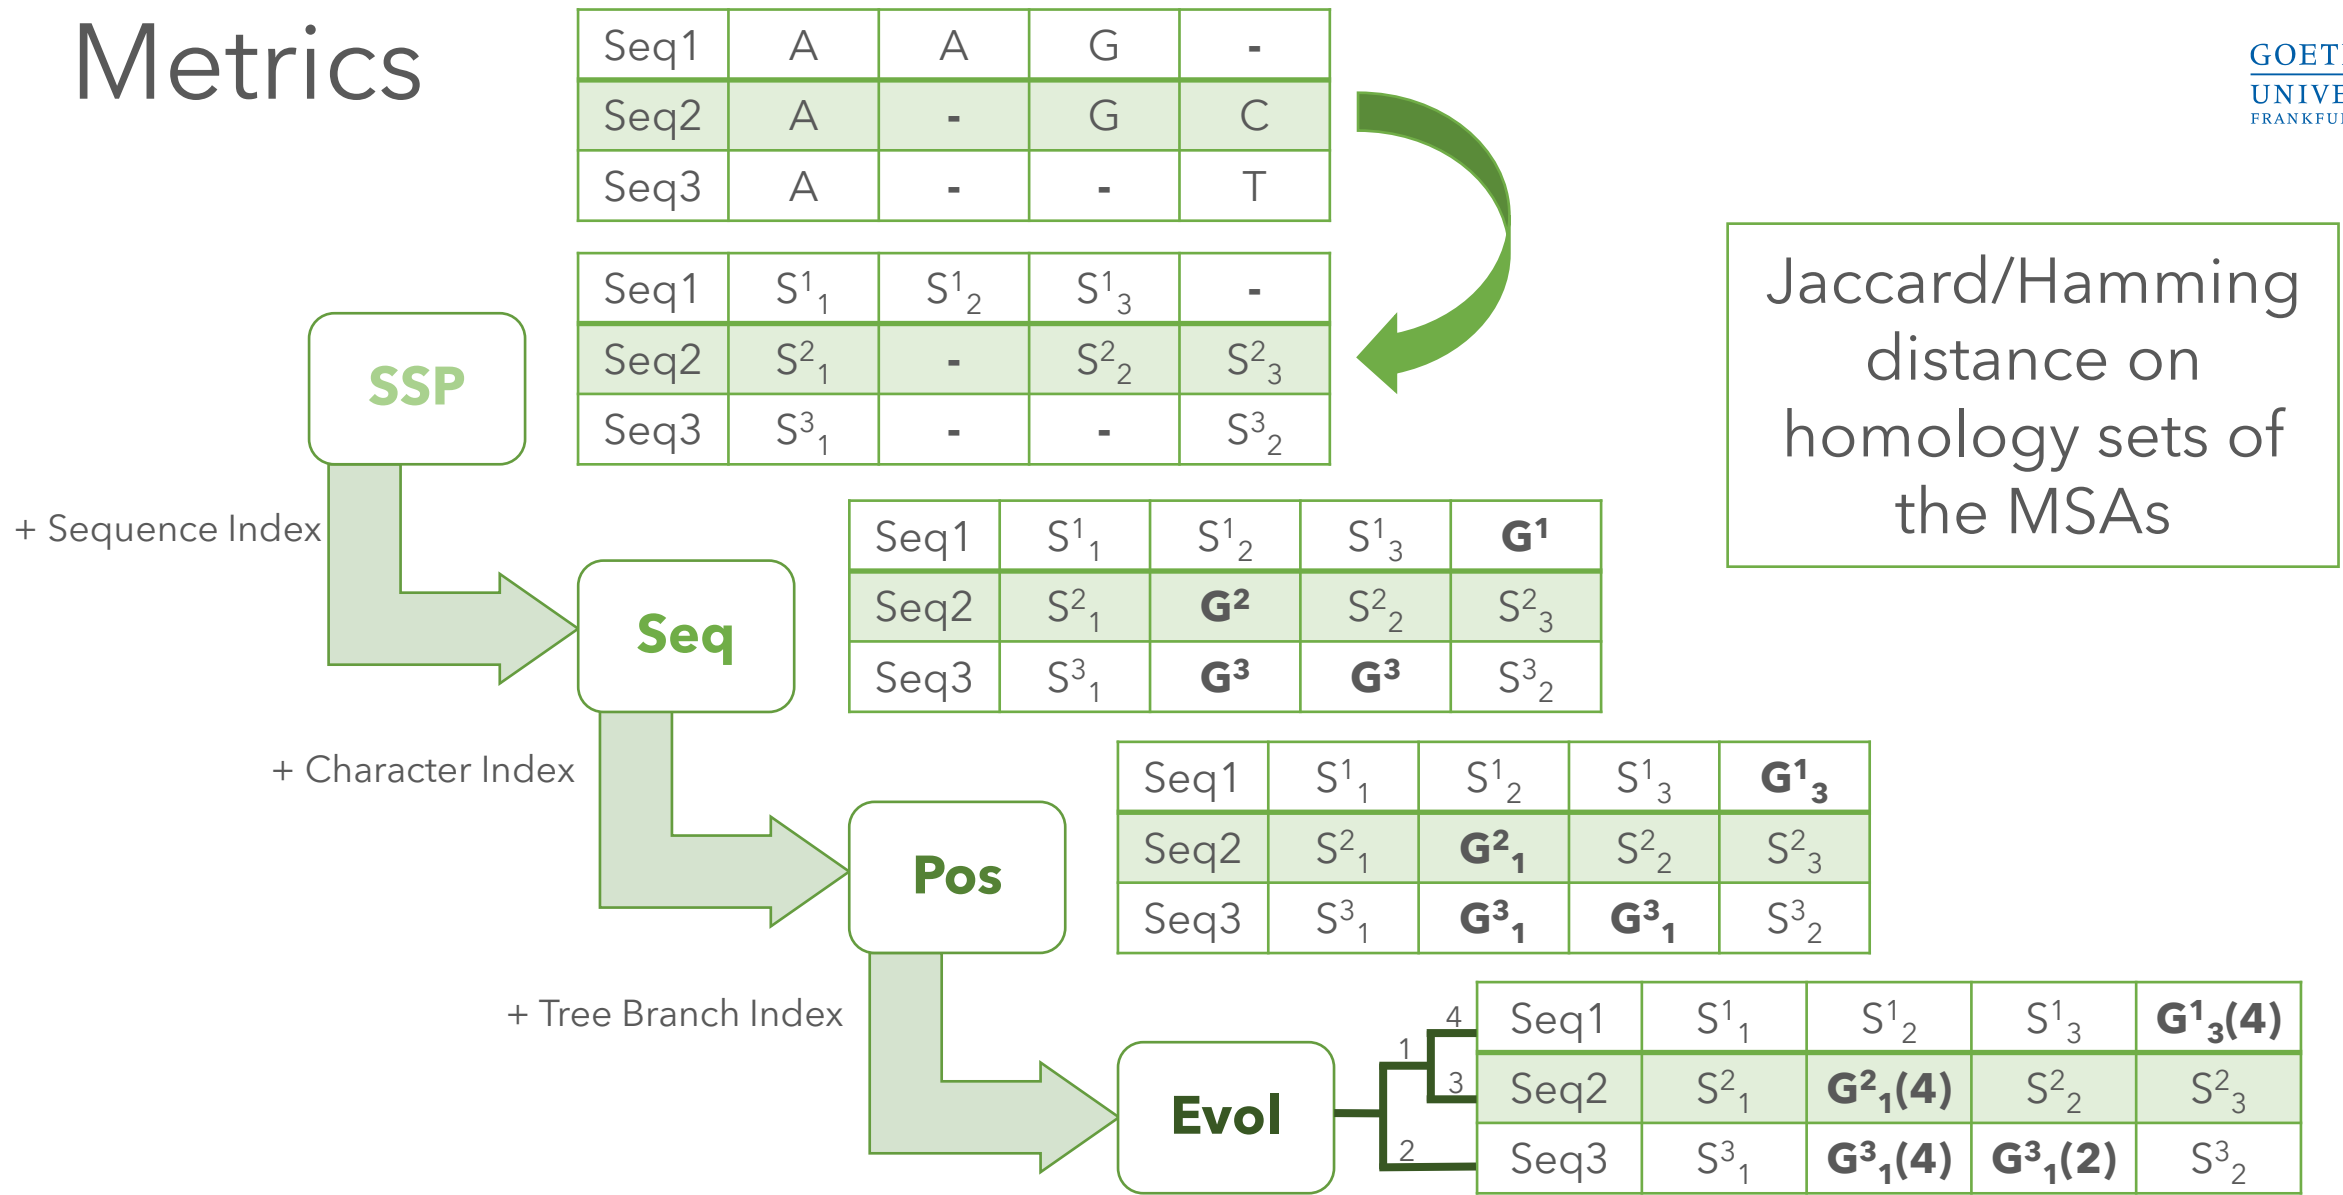 Metrics
Seq1 A A G -
Seq2 A - G C
Seq3 A - - T
GOET
UNIVE
FRANKFU
Seq1 S¹₁ S¹₂ S¹₃ -
Seq2 S²₁ - S²₂ S²₃
Seq3 S³₁ - - S³₂
SSP
Jaccard/Hamming
distance on
homology sets of
the MSAs
+ Sequence Index
Seq
Seq1 S¹₁ S¹₂ S¹₃ G¹
Seq2 S²₁ G² S²₂ S²₃
Seq3 S³₁ G³ G³ S³₂
+ Character Index
Pos
Seq1 S¹₁ S¹₂ S¹₃ G¹₃
Seq2 S²₁ G²₁ S²₂ S²₃
Seq3 S³₁ G³₁ G³₁ S³₂
+ Tree Branch Index
Evol
1
4
3
2
Seq1 S¹₁ S¹₂ S¹₃ G¹₃(4)
Seq2 S²₁ G²₁(4) S²₂ S²₃
Seq3 S³₁ G³₁(4) G³₁(2) S³₂